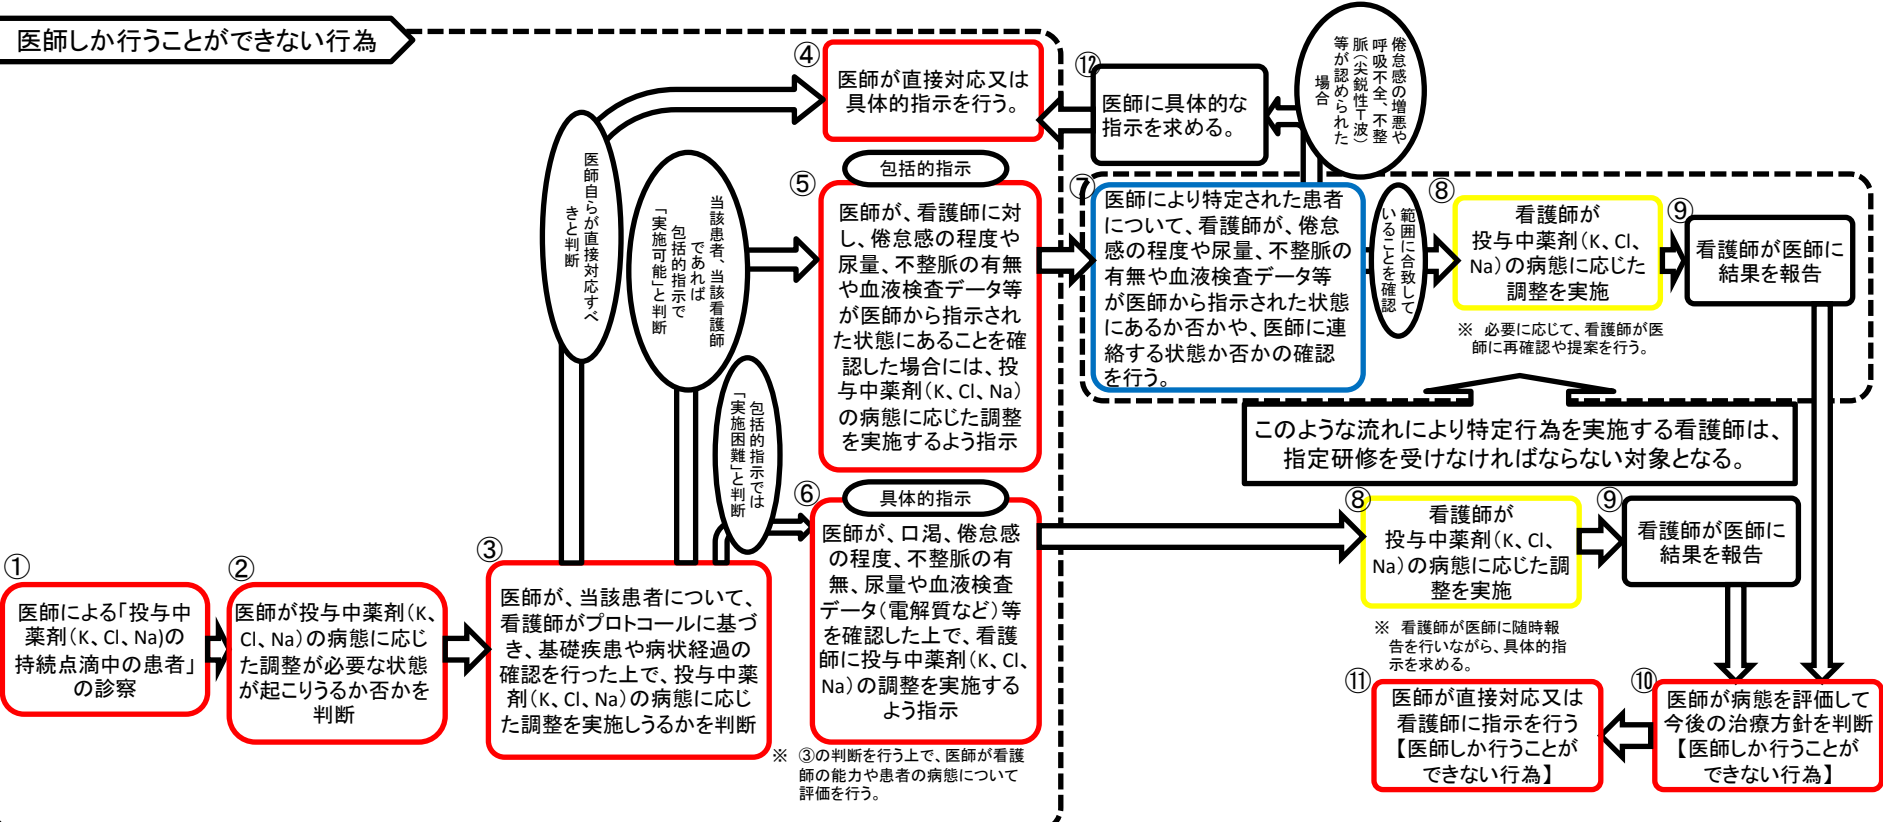 医師しか行うことができない行為
①
医師による「投与中
薬剤(K、Cl、Na)の
持続点滴中の患者」
の診察
②
医師が投与中薬剤(K、
Cl、Na)の病態に応じ
た調整が必要な状態
が起こりうるか否かを
判断
③
医師が、当該患者について、
看護師がプロトコールに基づ
き、基礎疾患や病状経過の
確認を行った上で、投与中薬
剤(K、Cl、Na)の病態に応じ
た調整を実施しうるかを判断
※ ③の判断を行う上で、医師が看護
師の能力や患者の病態について
評価を行う。
医師自らが直接対応すべ
きと判断
当該患者、当該看護師
であれば
包括的指示で
「実施可能」と判断
包括的指示では
「実施困難」と判断
④
医師が直接対応又は
具体的指示を行う。
⑤
包括的指示
医師が、看護師に対
し、倦怠感の程度や
尿量、不整脈の有無
や血液検査データ等
が医師から指示され
た状態にあることを確
認した場合には、投
与中薬剤(K、Cl、Na)
の病態に応じた調整
を実施するよう指示
⑥
具体的指示
医師が、口渇、倦怠感
の程度、不整脈の有
無、尿量や血液検査
データ(電解質など)等
を確認した上で、看護
師に投与中薬剤(K、Cl、
Na)の調整を実施する
よう指示
⑫
医師に具体的な
指示を求める。
倦怠感の増悪や
呼吸不全、不整
脈(尖鋭性T波)
等が認められた
場合
⑦
医師により特定された患者
について、看護師が、倦怠
感の程度や尿量、不整脈の
有無や血液検査データ等
が医師から指示された状態
にあるか否かや、医師に連
絡する状態か否かの確認
を行う。
範囲に合致して
いることを確認
⑧
看護師が
投与中薬剤(K、Cl、
Na)の病態に応じた
調整を実施
※ 必要に応じて、看護師が医
師に再確認や提案を行う。
⑨
看護師が医師に
結果を報告
このような流れにより特定行為を実施する看護師は、
指定研修を受けなければならない対象となる。
⑧
看護師が
投与中薬剤(K、Cl、
Na)の病態に応じた調
整を実施
※ 看護師が医師に随時報
告を行いながら、具体的指
示を求める。
⑨
看護師が医師に
結果を報告
⑩
医師が病態を評価して
今後の治療方針を判断
【医師しか行うことが
できない行為】
⑪
医師が直接対応又は
看護師に指示を行う
【医師しか行うことが
できない行為】